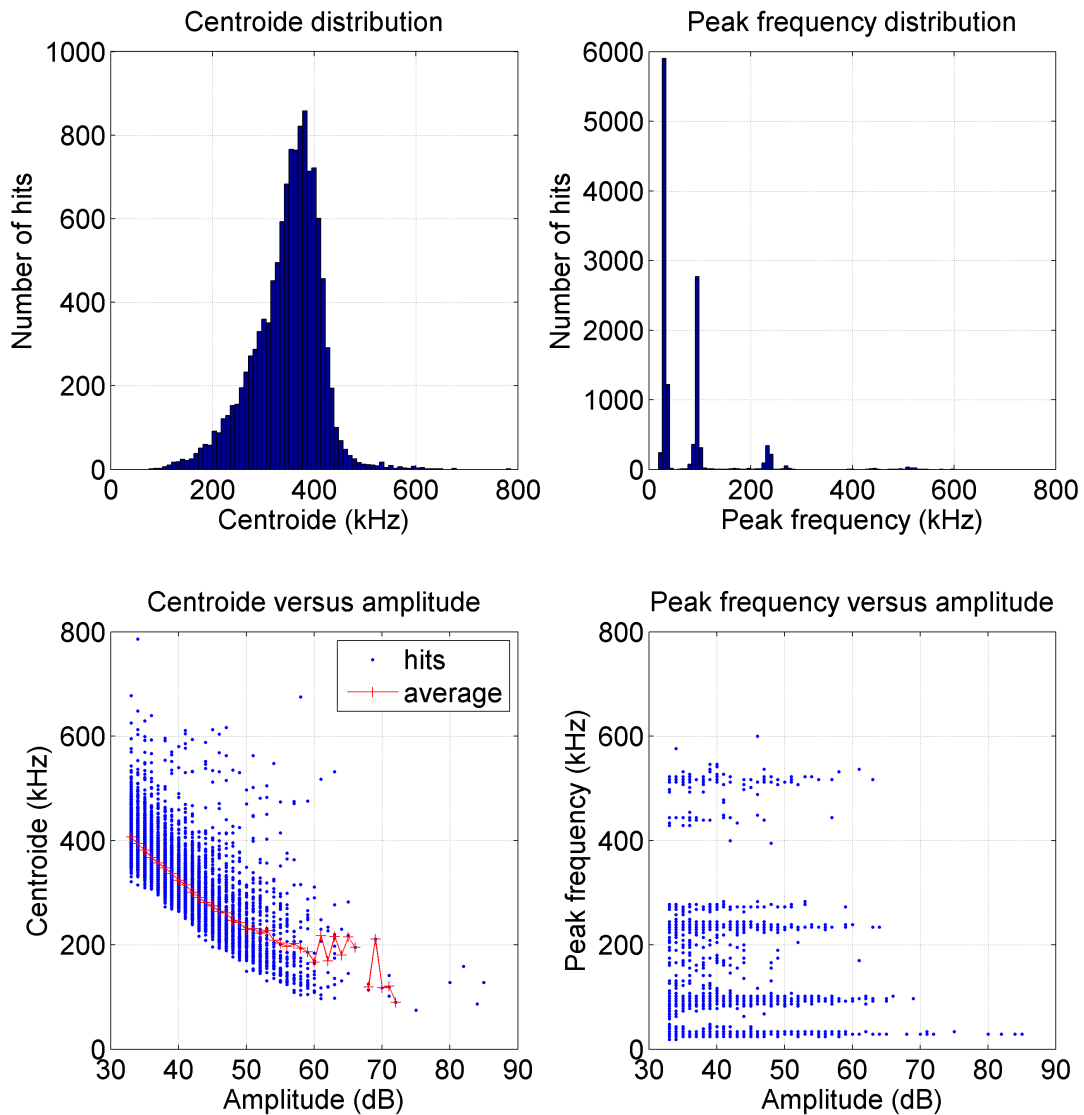 Centroide distribution
1000
800
600
400
200
0
0 200 400 600 800
Number of hits
Centroide (kHz)
Peak frequency distribution
6000
5000
4000
3000
2000
1000
0
0 200 400 600 800
Number of hits
Peak frequency (kHz)
Centroide versus amplitude
800
600
400
200
0
30 40 50 60 70 80 90
Centroide (kHz)
Amplitude (dB)
hits
average
Peak frequency versus amplitude
800
600
400
200
0
30 40 50 60 70 80 90
Peak frequency (kHz)
Amplitude (dB)